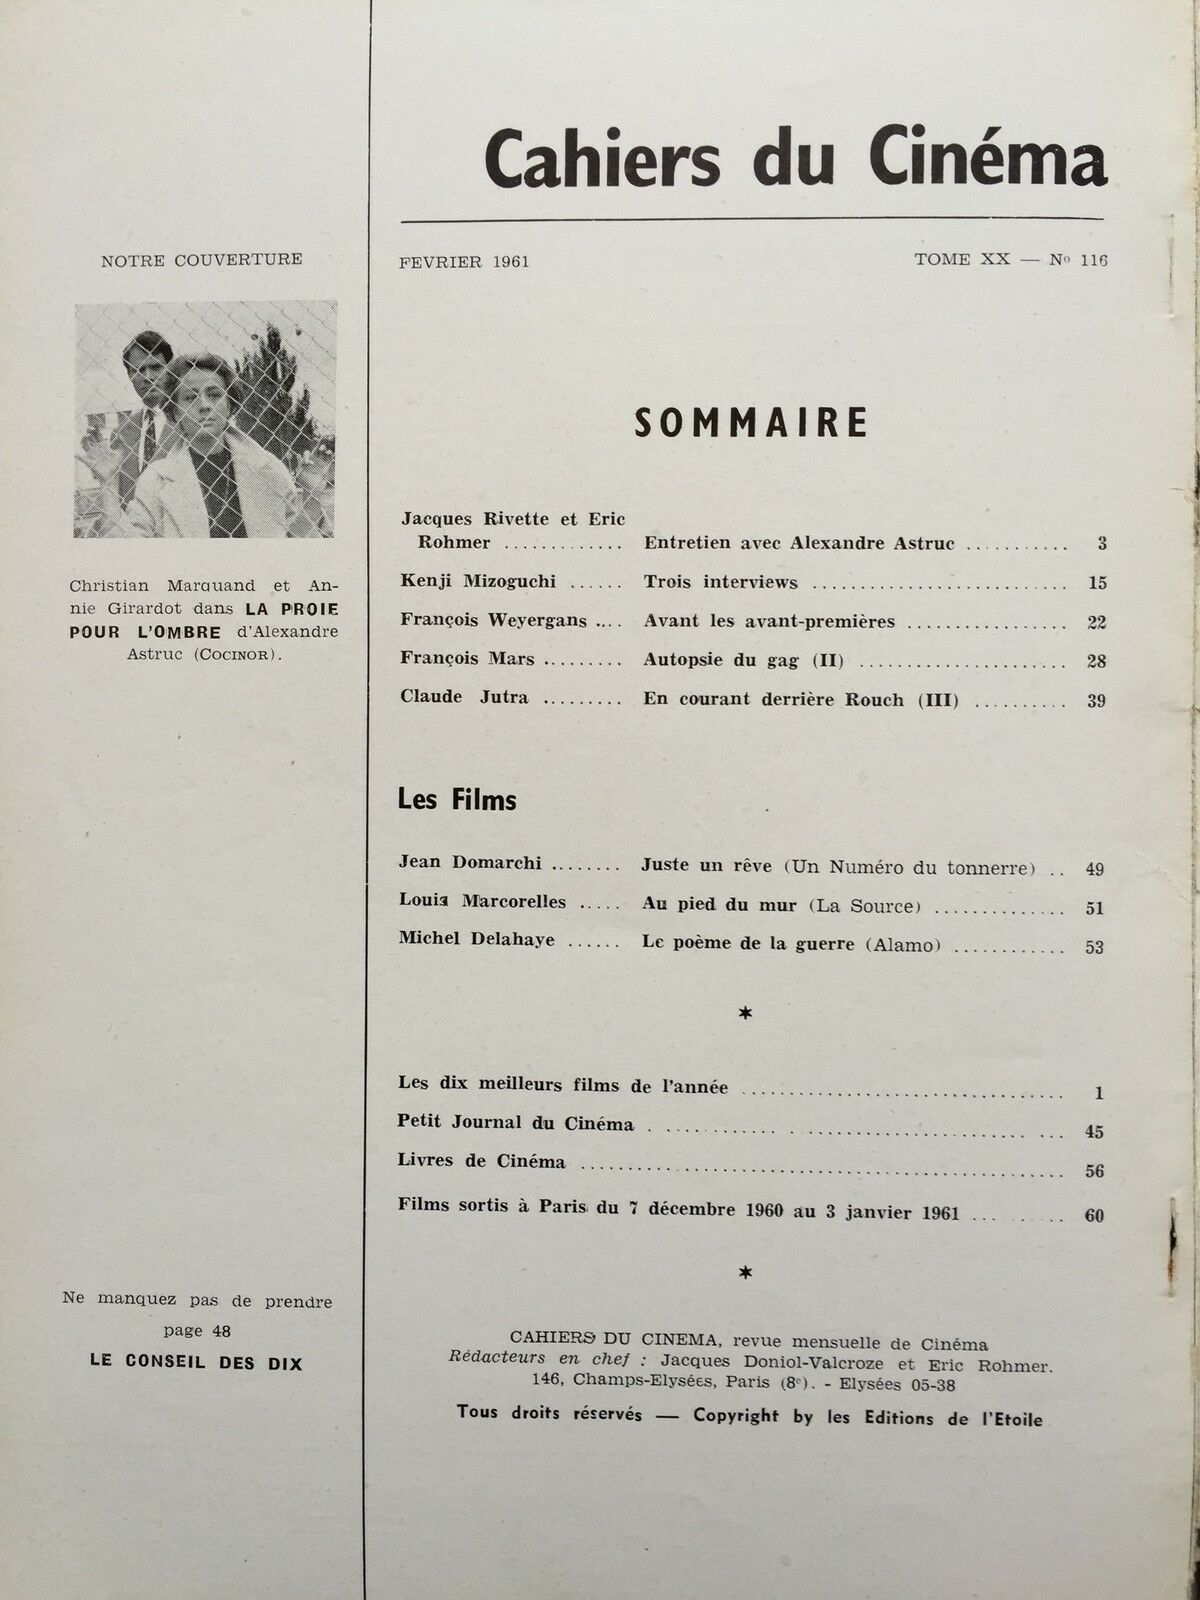 Cahiers du Cinéma
NOTRE COUVERTURE
FEVRIER 1961 TOME XX — No 116
Christian Marquand et An-
nie Girardot dans LA PROIE
POUR L'OMBRE d'Alexandre
Astruc (COCINOR).
SOMMAIRE
Jacques Rivette et Eric
Rohmer ............. Entretien avec Alexandre Astruc ........... 3
Kenji Mizoguchi ...... Trois interviews ........................... 15
François Weyergans .... Avant les avant-premières ................. 22
François Mars ......... Autopsie du gag (II) ...................... 28
Claude Jutra ......... En courant derrière Rouch (III) .......... 39
Les Films
Jean Domarchi ........ Juste un rêve (Un Numéro du tonnerre) .. 49
Louis Marcorelles ..... Au pied du mur (La Source) .............. 51
Michel Delahaye ...... Le poème de la guerre (Alamo) ............ 53
Les dix meilleurs films de l'année .................................. 1
Petit Journal du Cinéma . ............ ........................ ... 45
Livres de Cinéma ................................................... 56
Films sortis à Paris du 7 décembre 1960 au 3 janvier 1961 .......... 60
Ne manquez pas de prendre
page 48
LE CONSEIL DES DIX
CAHIERS DU CINEMA, revue mensuelle de Cinéma
Rédacteurs en chef : Jacques Doniol-Valcroze et Eric Rohmer.
146, Champs-Elysées, Paris (8e). - Elysées 05-38
Tous droits réservés — Copyright by les Editions de l'Etoile